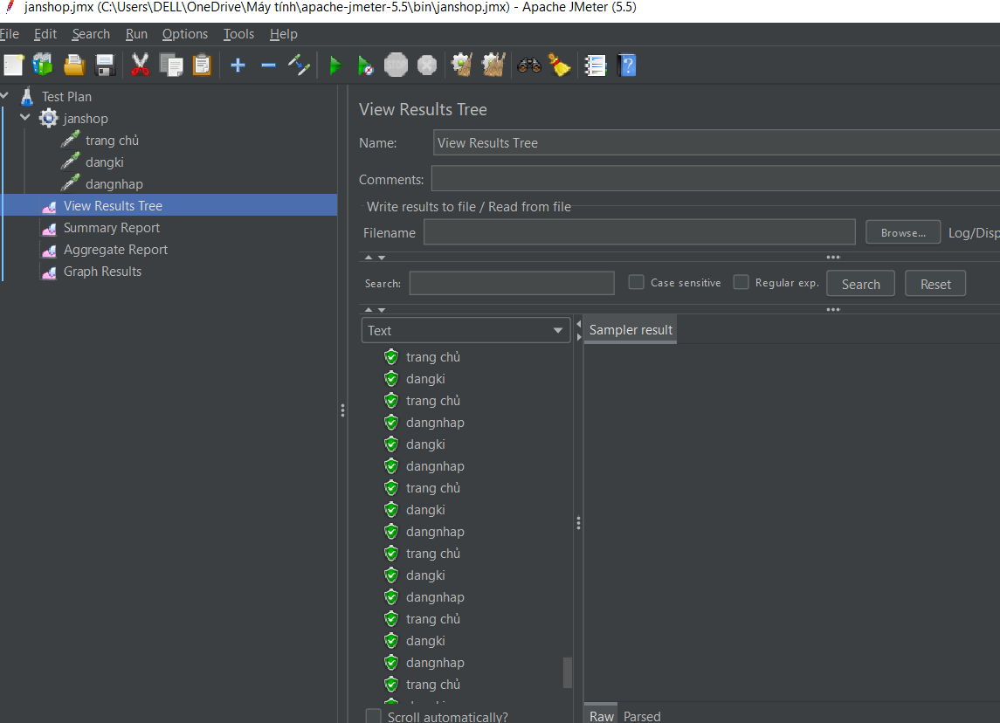 janshop.jmx (C:\Users\DELL\OneDrive\Máy tính\apache-jmeter-5.5\bin\janshop.jmx) - Apache JMeter (5.5)
File Edit Search Run Options Tools Help
STOP
Test Plan
janshop
trang chủ
dangki
dangnhap
View Results Tree
Summary Report
Aggregate Report
Graph Results
View Results Tree
Name: View Results Tree
Comments:
Write results to file / Read from file
Filename Browse... Log/Disp
Search: Case sensitive Regular exp. Search Reset
Text
Sampler result
trang chủ
dangki
trang chủ
dangnhap
dangki
dangnhap
trang chủ
dangki
dangnhap
trang chủ
dangki
dangnhap
trang chủ
dangki
dangnhap
trang chủ
Scroll automatically?
Raw Parsed